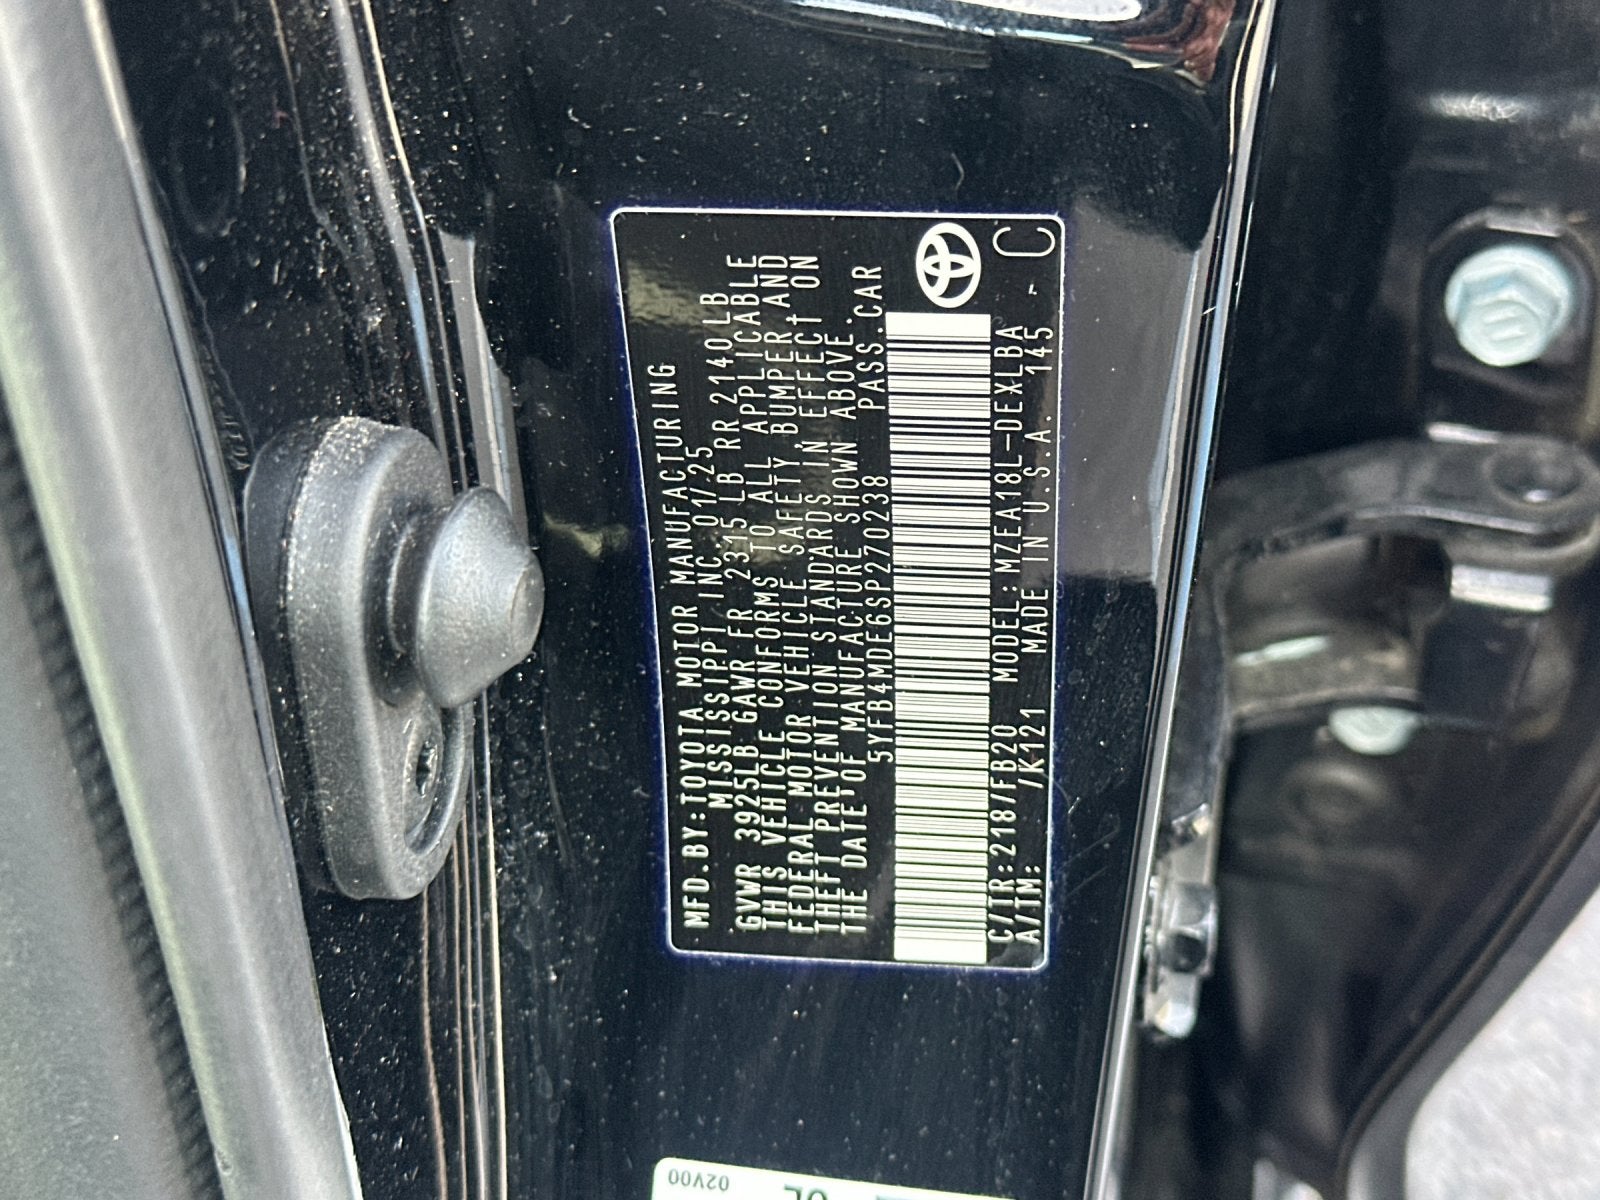 MFD.BY:TOYOTA MOTOR MANUFACTURING
MISSISSIPPI INC. 01/25
GVWR 3925LB GAWR FR 2315LB RR 2140LB
THIS VEHICLE CONFORMS TO ALL APPLICABLE
FEDERAL MOTOR VEHICLE SAFETY, BUMPER AND
THEFT PREVENTION STANDARDS IN EFFECT ON
THE DATE OF MANUFACTURE SHOWN ABOVE.
5YFB4MDE6SP270238 PASS.CAR
C/TR:218/FB20 MODEL:MZEA18L-DEXLBA
A/TM: /K121 MADE IN U.S.A. 145 - C
02V00